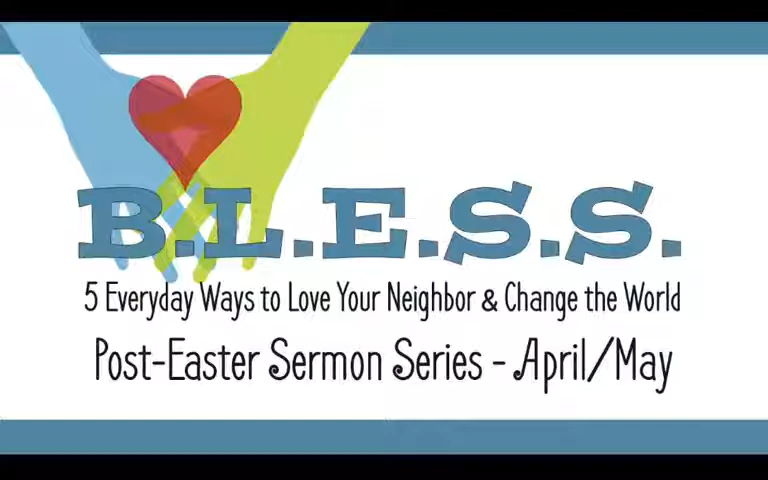 B.L.E.S.S.
5 Everyday Ways to Love Your Neighbor & Change the World
Post-Easter Sermon Series - April/May